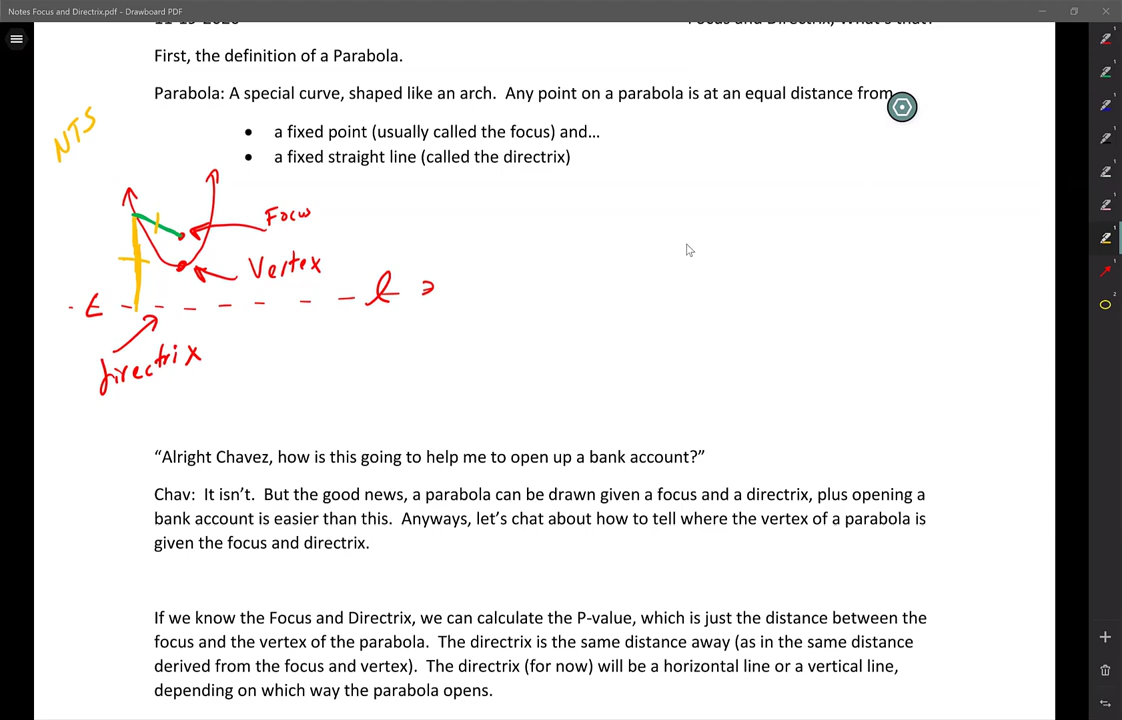 Notes Focus and Directrix.pdf - Drawboard PDF
11-19-2020 Focus and Directrix, What's that?
First, the definition of a Parabola.
Parabola: A special curve, shaped like an arch. Any point on a parabola is at an equal distance from
• a fixed point (usually called the focus) and…
• a fixed straight line (called the directrix)
NTS
Focus
Vertex
l
directrix
“Alright Chavez, how is this going to help me to open up a bank account?”
Chav: It isn’t. But the good news, a parabola can be drawn given a focus and a directrix, plus opening a
bank account is easier than this. Anyways, let’s chat about how to tell where the vertex of a parabola is
given the focus and directrix.
If we know the Focus and Directrix, we can calculate the P-value, which is just the distance between the
focus and the vertex of the parabola. The directrix is the same distance away (as in the same distance
derived from the focus and vertex). The directrix (for now) will be a horizontal line or a vertical line,
depending on which way the parabola opens.